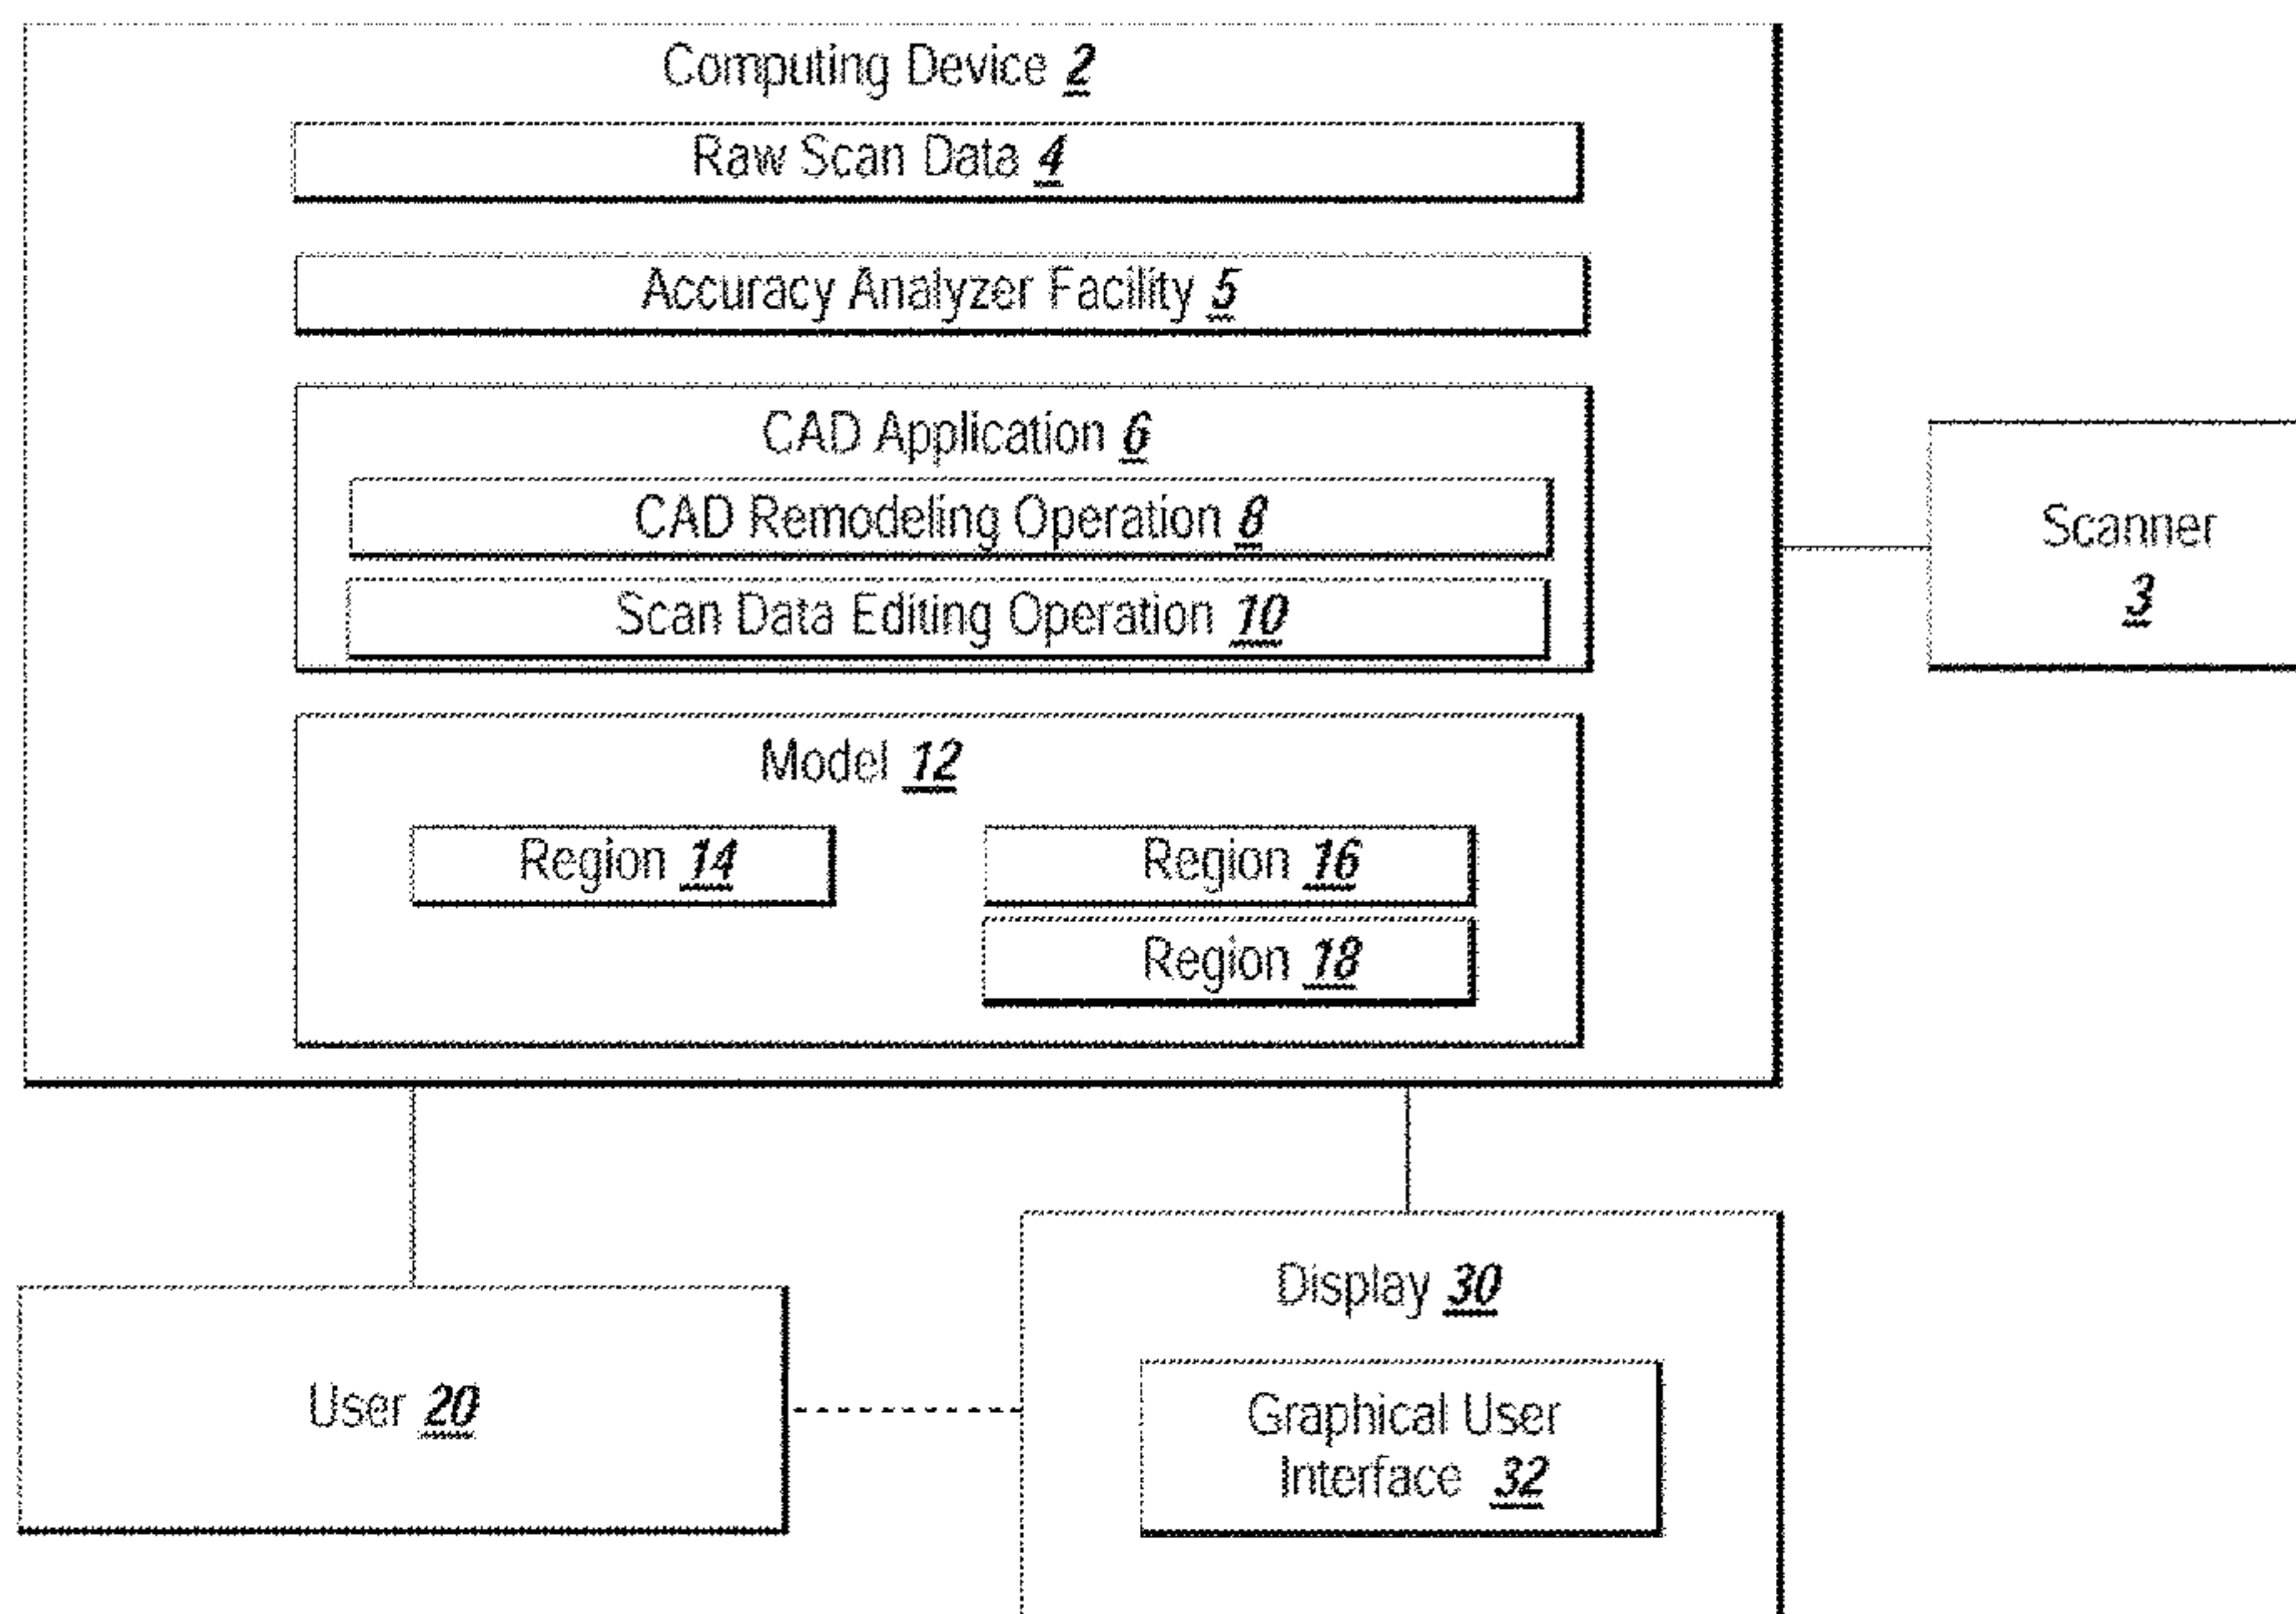 Computing Device 2
Raw Scan Data 4
Accuracy Analyzer Facility 5
CAD Application 6
CAD Remodeling Operation 8
Scan Data Editing Operation 10
Scanner
3
Model 12
Region 14
Region 16
Region 18
User 20
Display 30
Graphical User
Interface 32